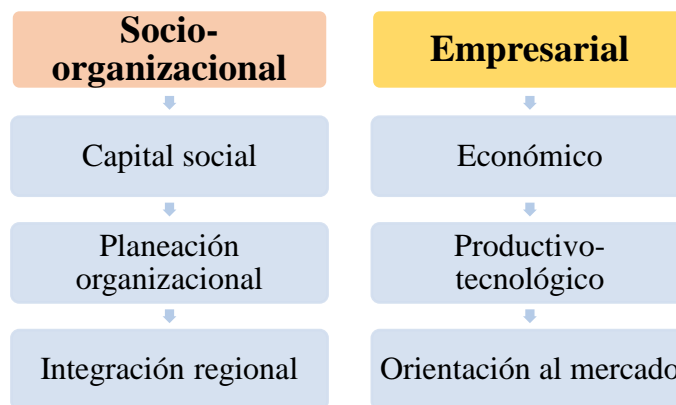 Socio-
organizacional
Capital social
Planeación
organizacional
Integración regional
Empresarial
Económico
Productivo-
tecnológico
Orientación al mercado